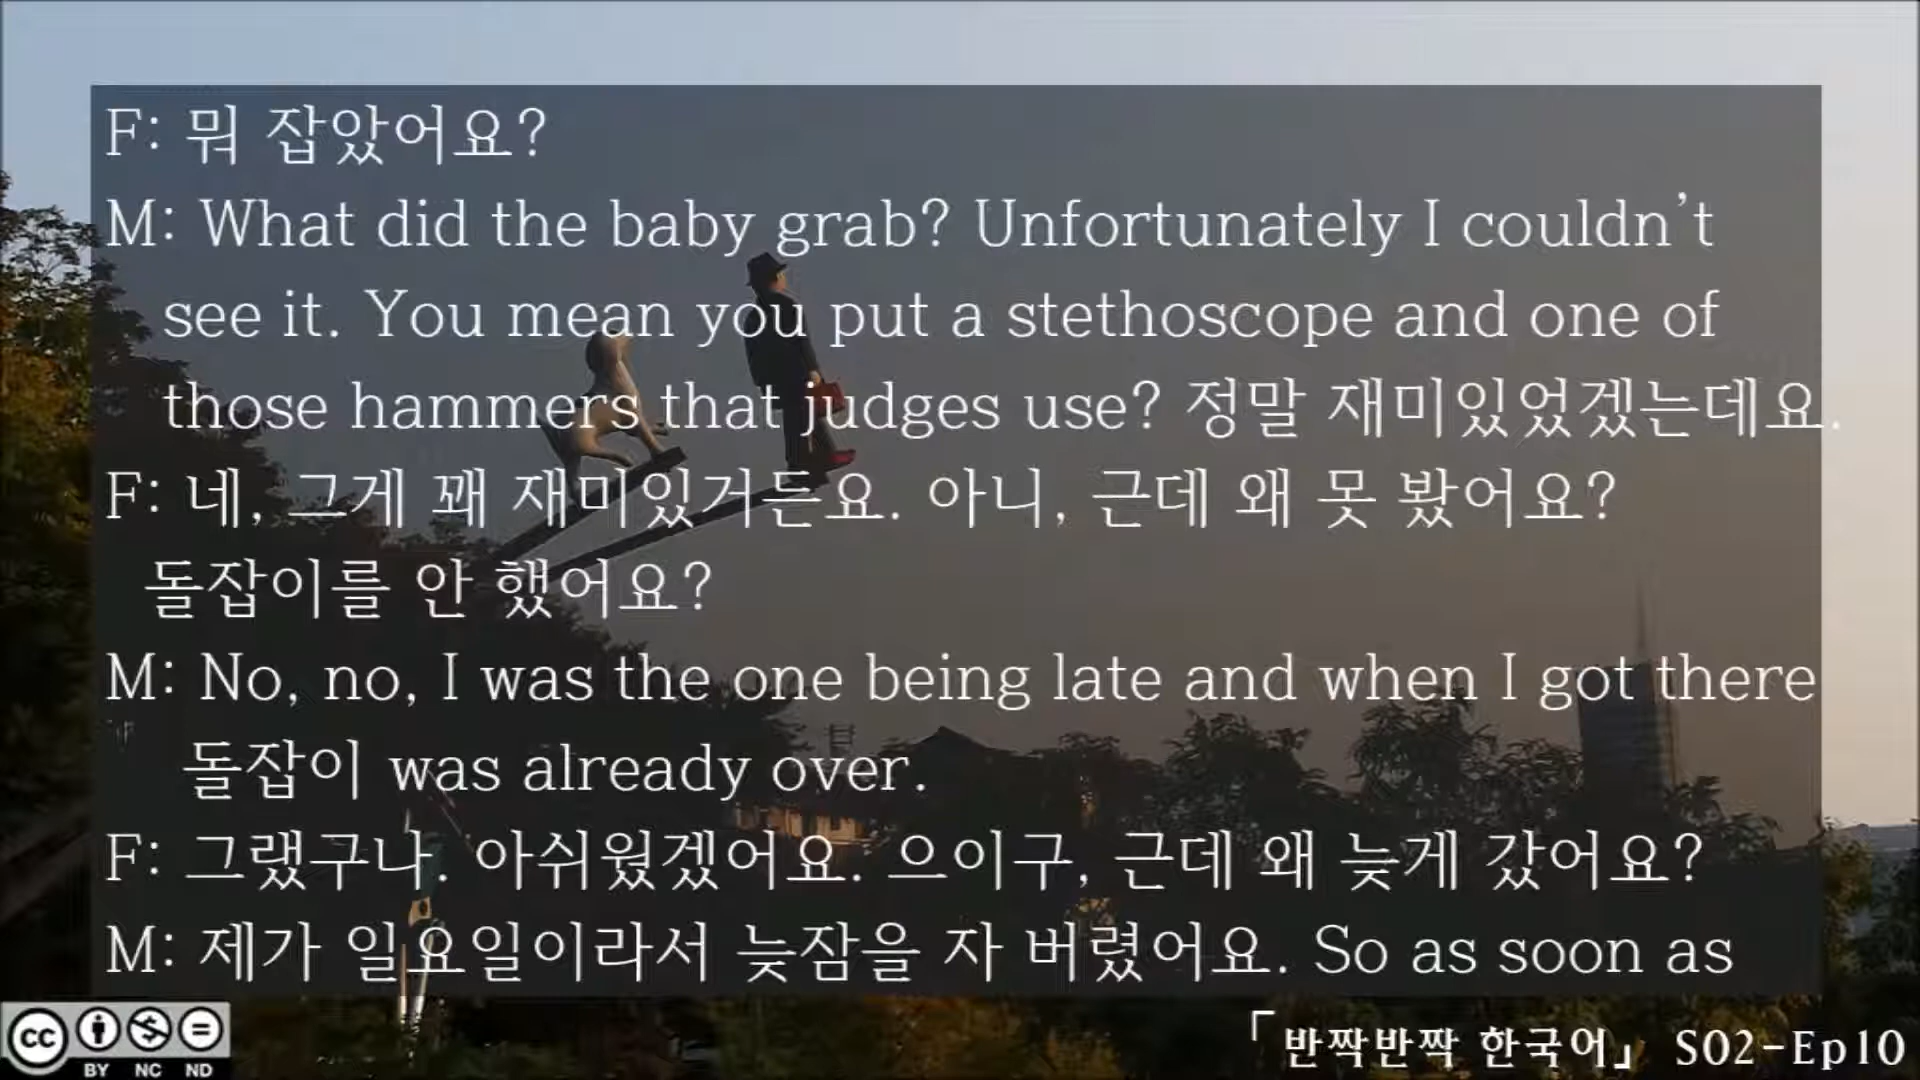 F: 뭐 잡았어요?
M: What did the baby grab? Unfortunately I couldn't
see it. You mean you put a stethoscope and one of
those hammers that judges use? 정말 재미있었겠는데요.
F: 네, 그게 꽤 재미있거든요. 아니, 근데 왜 못 봤어요?
돌잡이를 안 했어요?
M: No, no, I was the one being late and when I got there
돌잡이 was already over.
F: 그랬구나. 아쉬웠겠어요. 으이구, 근데 왜 늦게 갔어요?
M: 제가 일요일이라서 늦잠을 자 버렸어요. So as soon as
cc BY NC ND
「반짝반짝 한국어」 S02-Ep10